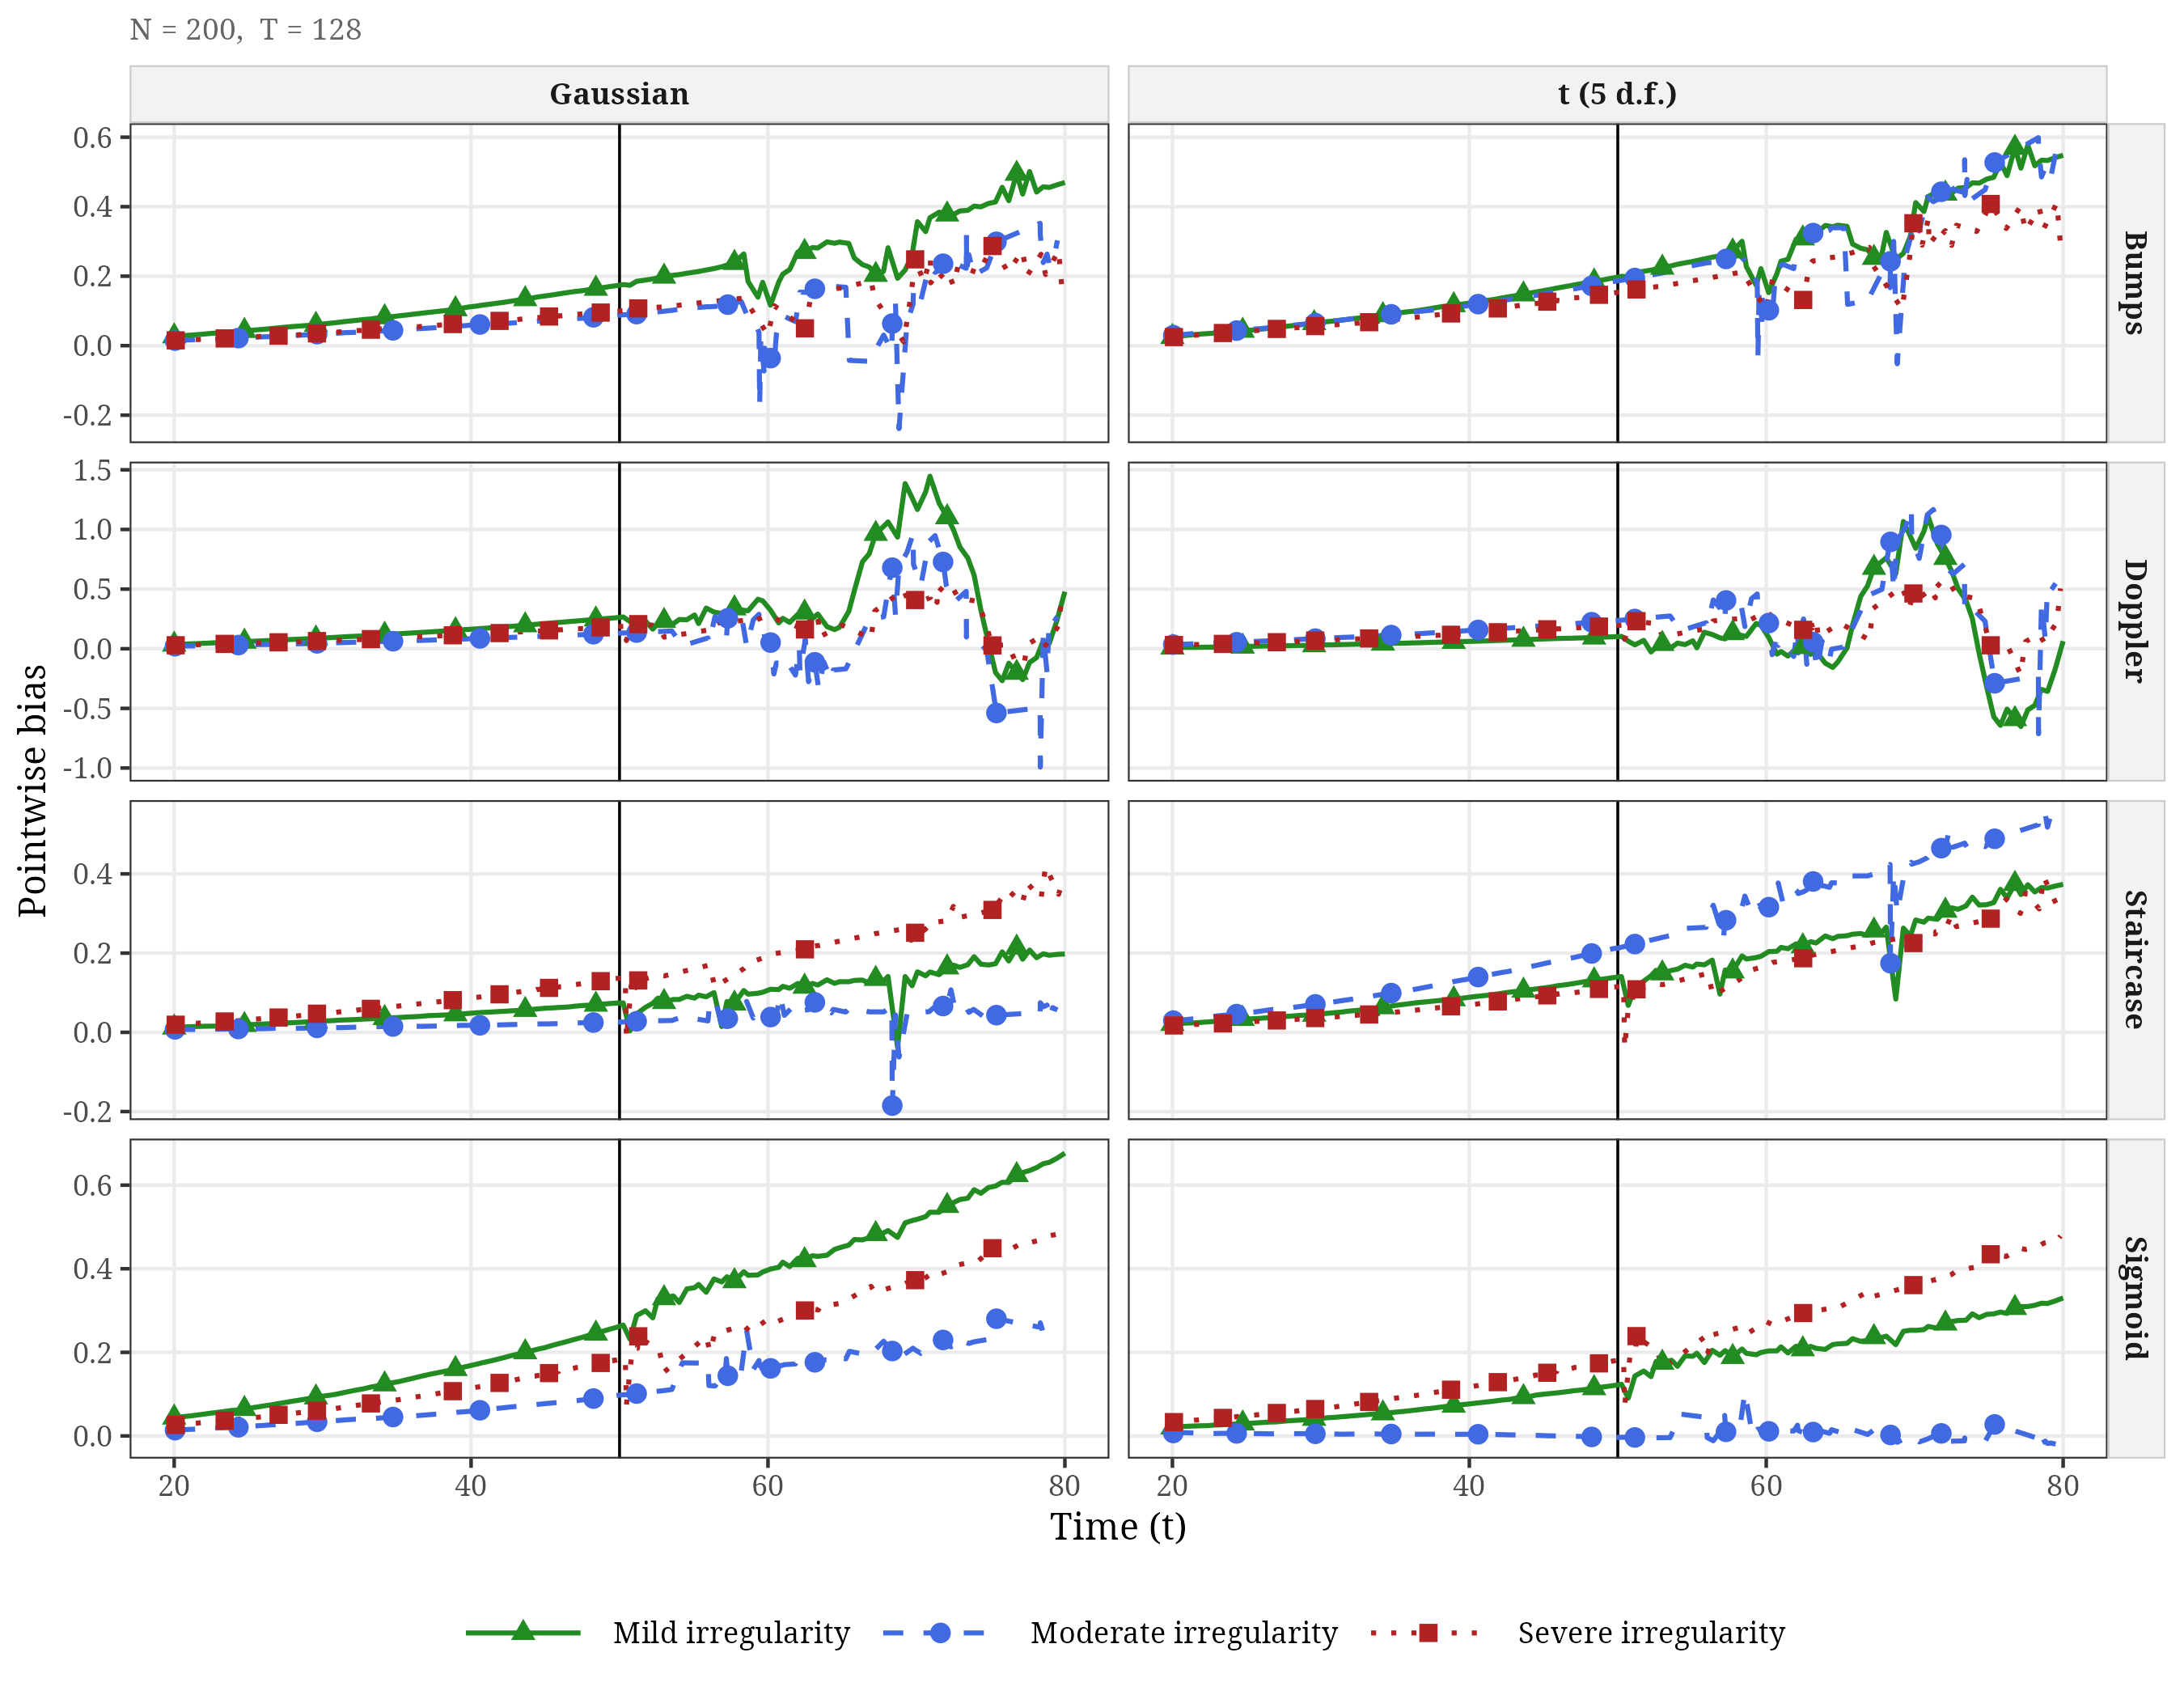 N = 200,  T = 128
Gaussian
t (5 d.f.)
0.6
0.4
0.2
0.0
-0.2
Bumps
1.5
1.0
0.5
0.0
-0.5
-1.0
Doppler
0.4
0.2
0.0
-0.2
Staircase
0.6
0.4
0.2
0.0
Sigmoid
Pointwise bias
20 40 60 80 20 40 60 80
Time (t)
Mild irregularity Moderate irregularity Severe irregularity